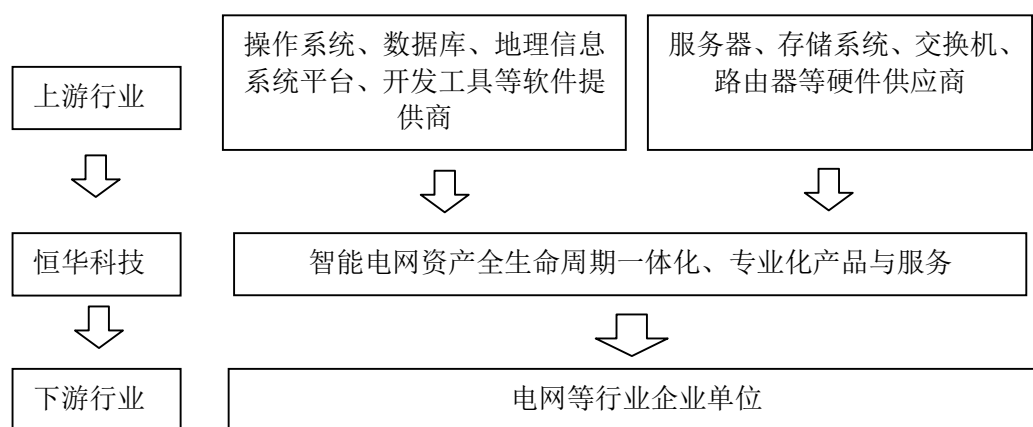 上游行业
操作系统、数据库、地理信息
系统平台、开发工具等软件提
供商
服务器、存储系统、交换机、
路由器等硬件供应商
恒华科技
智能电网资产全生命周期一体化、专业化产品与服务
下游行业
电网等行业企业单位